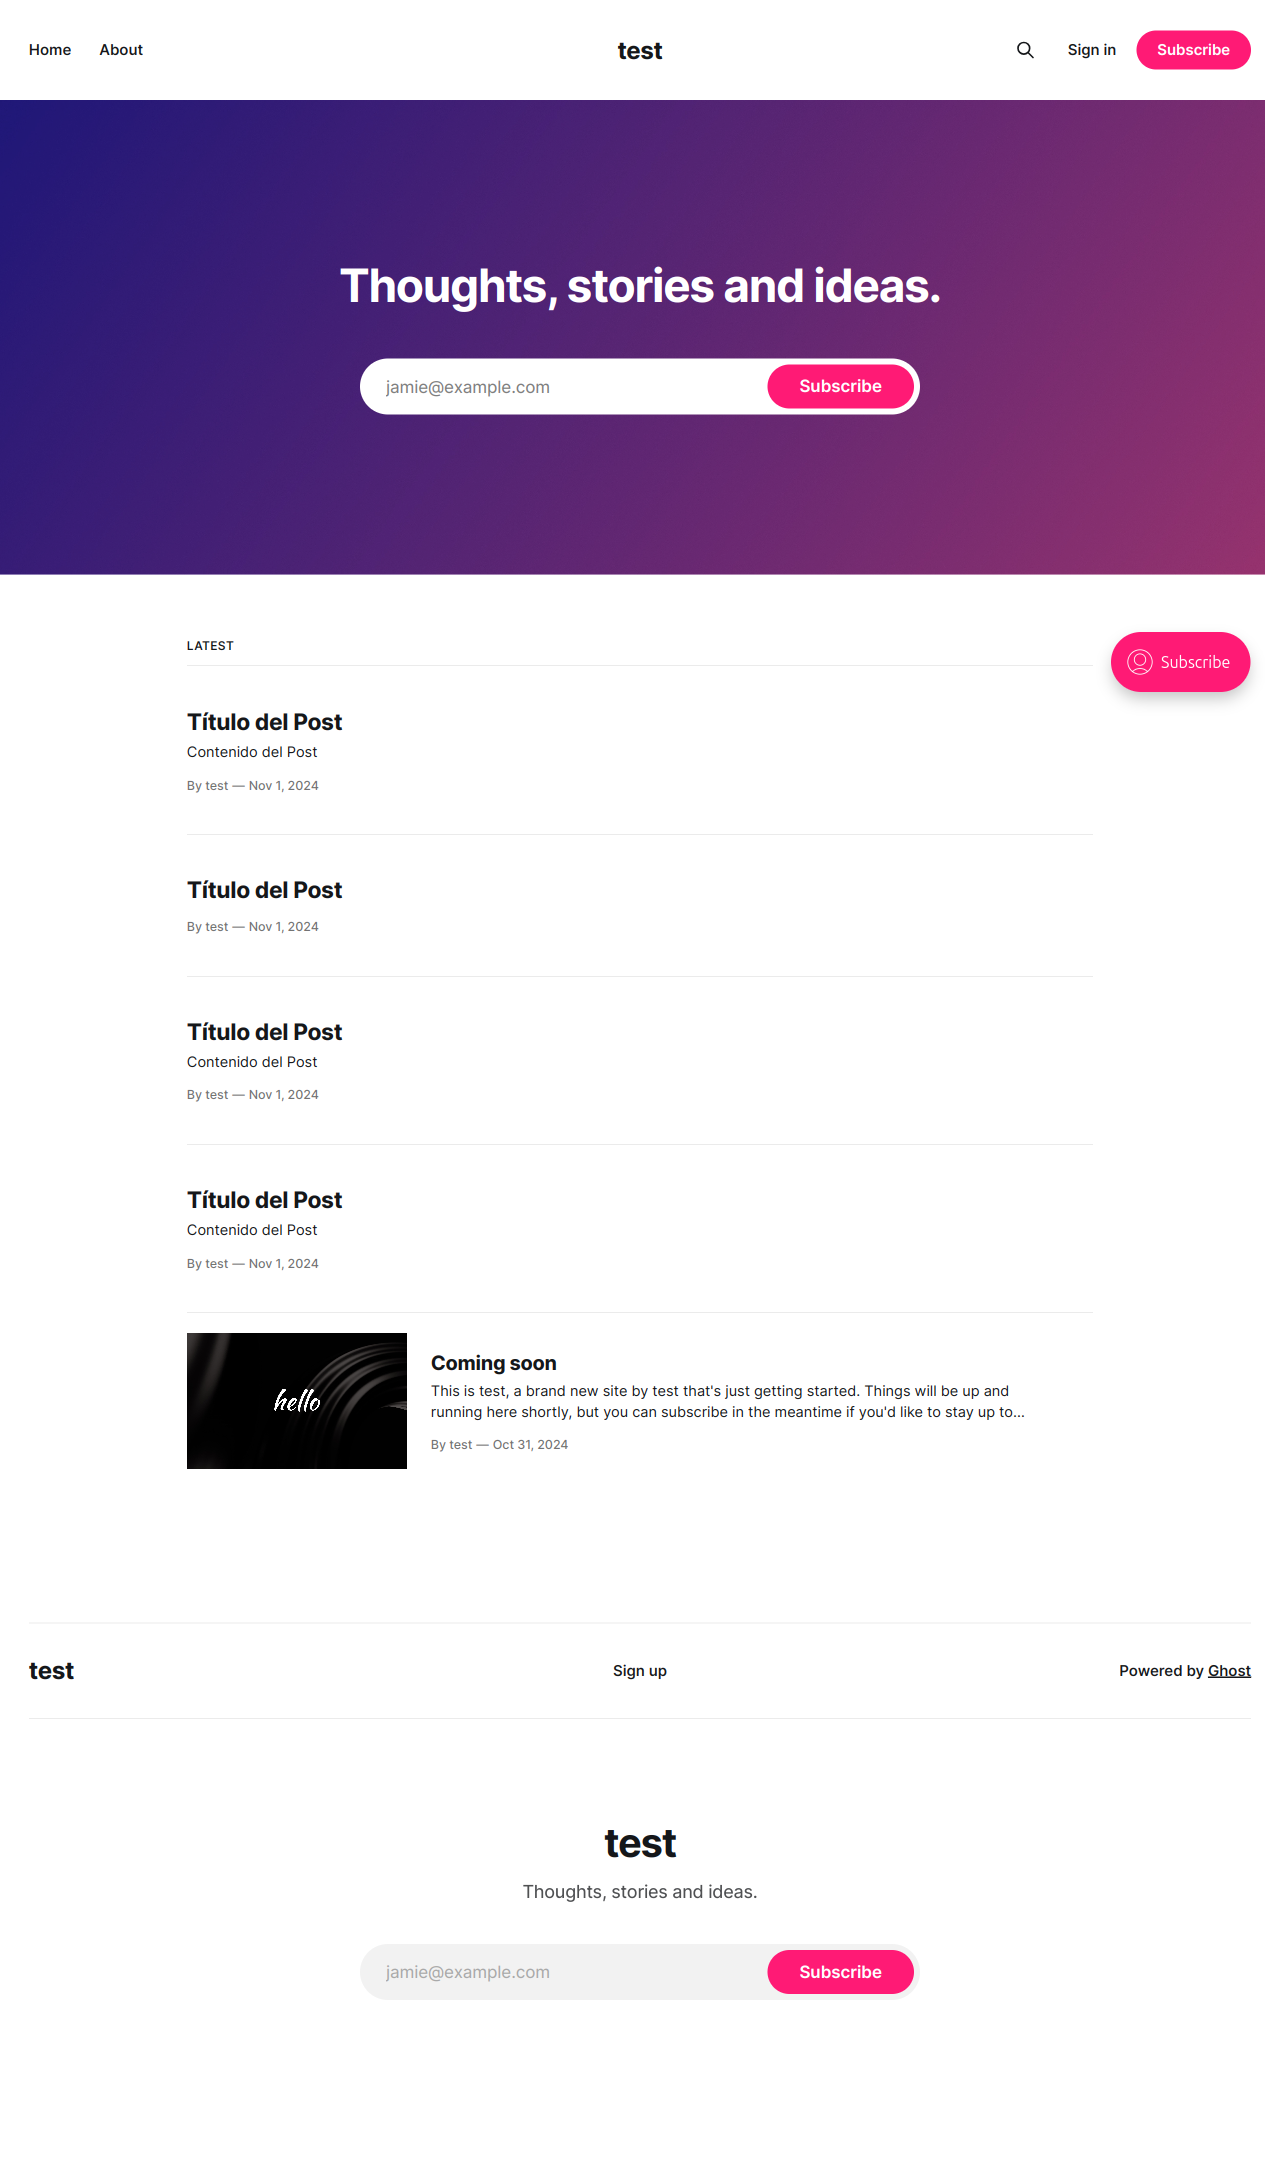 Home About test Sign in Subscribe
Thoughts, stories and ideas.
jamie@example.com Subscribe
LATEST
Subscribe
Título del Post
Contenido del Post
By test — Nov 1, 2024
Título del Post
By test — Nov 1, 2024
Título del Post
Contenido del Post
By test — Nov 1, 2024
Título del Post
Contenido del Post
By test — Nov 1, 2024
hello
Coming soon
This is test, a brand new site by test that's just getting started. Things will be up and
running here shortly, but you can subscribe in the meantime if you'd like to stay up to...
By test — Oct 31, 2024
test Sign up Powered by Ghost
test
Thoughts, stories and ideas.
jamie@example.com Subscribe